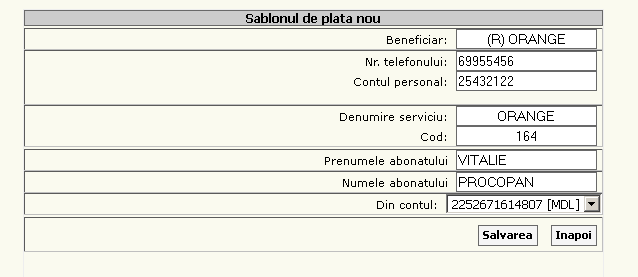 Sablonul de plata nou
Beneficiar: (R) ORANGE
Nr. telefonului: 69955456
Contul personal: 25432122
Denumire serviciu: ORANGE
Cod: 164
Prenumele abonatului VITALIE
Numele abonatului PROCOPAN
Din contul: 2252671614807 [MDL]
Salvarea Inapoi